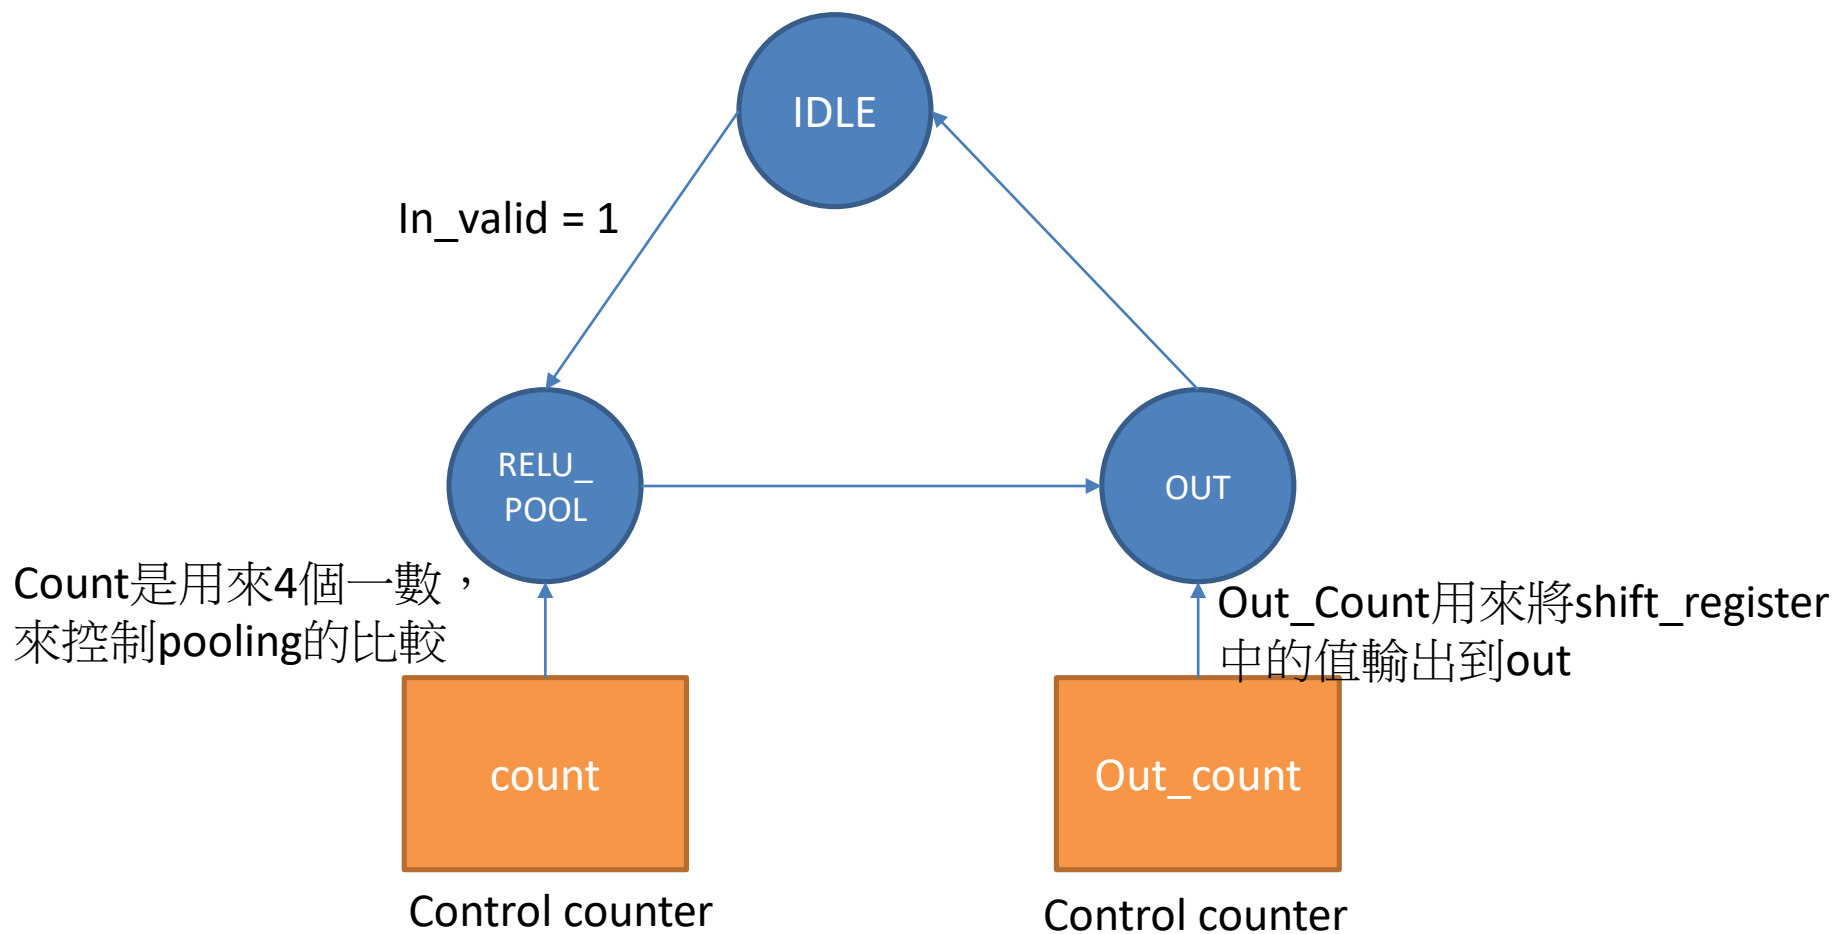 IDLE
In_valid = 1
RELU_
POOL
OUT
Count是用來4個一數，
來控制pooling的比較
Out_Count用來將shift_register
中的值輸出到out
count
Out_count
Control counter
Control counter